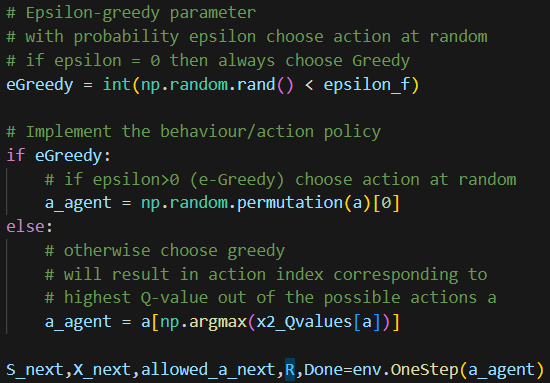 # Epsilon-greedy parameter
# with probability epsilon choose action at random
# if epsilon = 0 then always choose Greedy
eGreedy = int(np.random.rand() < epsilon_f)

# Implement the behaviour/action policy
if eGreedy:
    # if epsilon>0 (e-Greedy) choose action at random
    a_agent = np.random.permutation(a)[0]
else:
    # otherwise choose greedy
    # will result in action index corresponding to
    # highest Q-value out of the possible actions a
    a_agent = a[np.argmax(x2_Qvalues[a])]

S_next,X_next,allowed_a_next,R,Done=env.OneStep(a_agent)